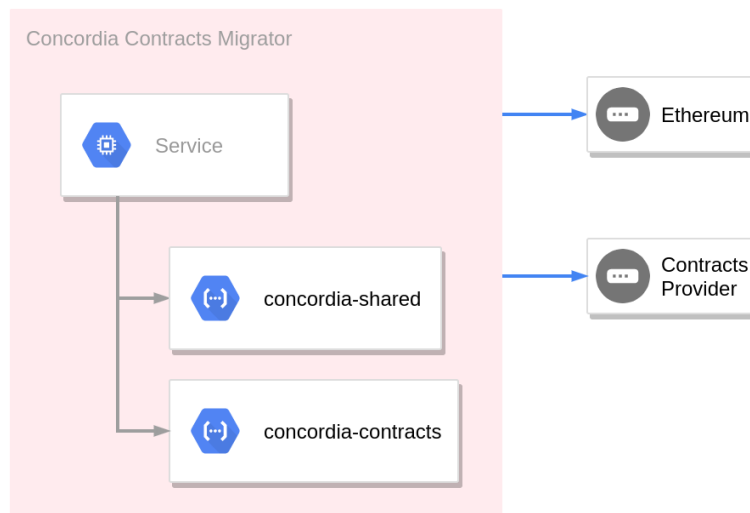 Concordia Contracts Migrator
Service
concordia-shared
concordia-contracts
Ethereum
Contracts
Provider